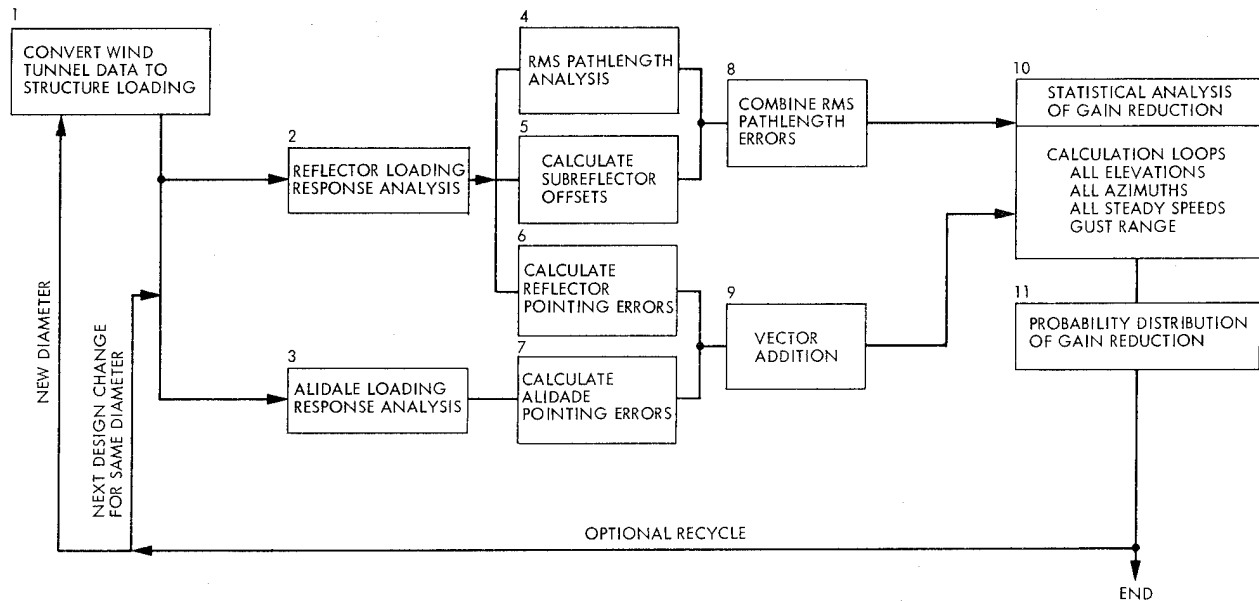 1
CONVERT WIND
TUNNEL DATA TO
STRUCTURE LOADING
2
REFLECTOR LOADING
RESPONSE ANALYSIS
3
ALIDALE LOADING
RESPONSE ANALYSIS
4
RMS PATHLENGTH
ANALYSIS
5
CALCULATE
SUBREFLECTOR
OFFSETS
6
CALCULATE
REFLECTOR
POINTING ERRORS
7
CALCULATE
ALIDADE
POINTING ERRORS
8
COMBINE RMS
PATHLENGTH
ERRORS
9
VECTOR
ADDITION
10
STATISTICAL ANALYSIS
OF GAIN REDUCTION
CALCULATION LOOPS
ALL ELEVATIONS
ALL AZIMUTHS
ALL STEADY SPEEDS
GUST RANGE
11
PROBABILITY DISTRIBUTION
OF GAIN REDUCTION
NEW DIAMETER
NEXT DESIGN CHANGE
FOR SAME DIAMETER
OPTIONAL RECYCLE
END